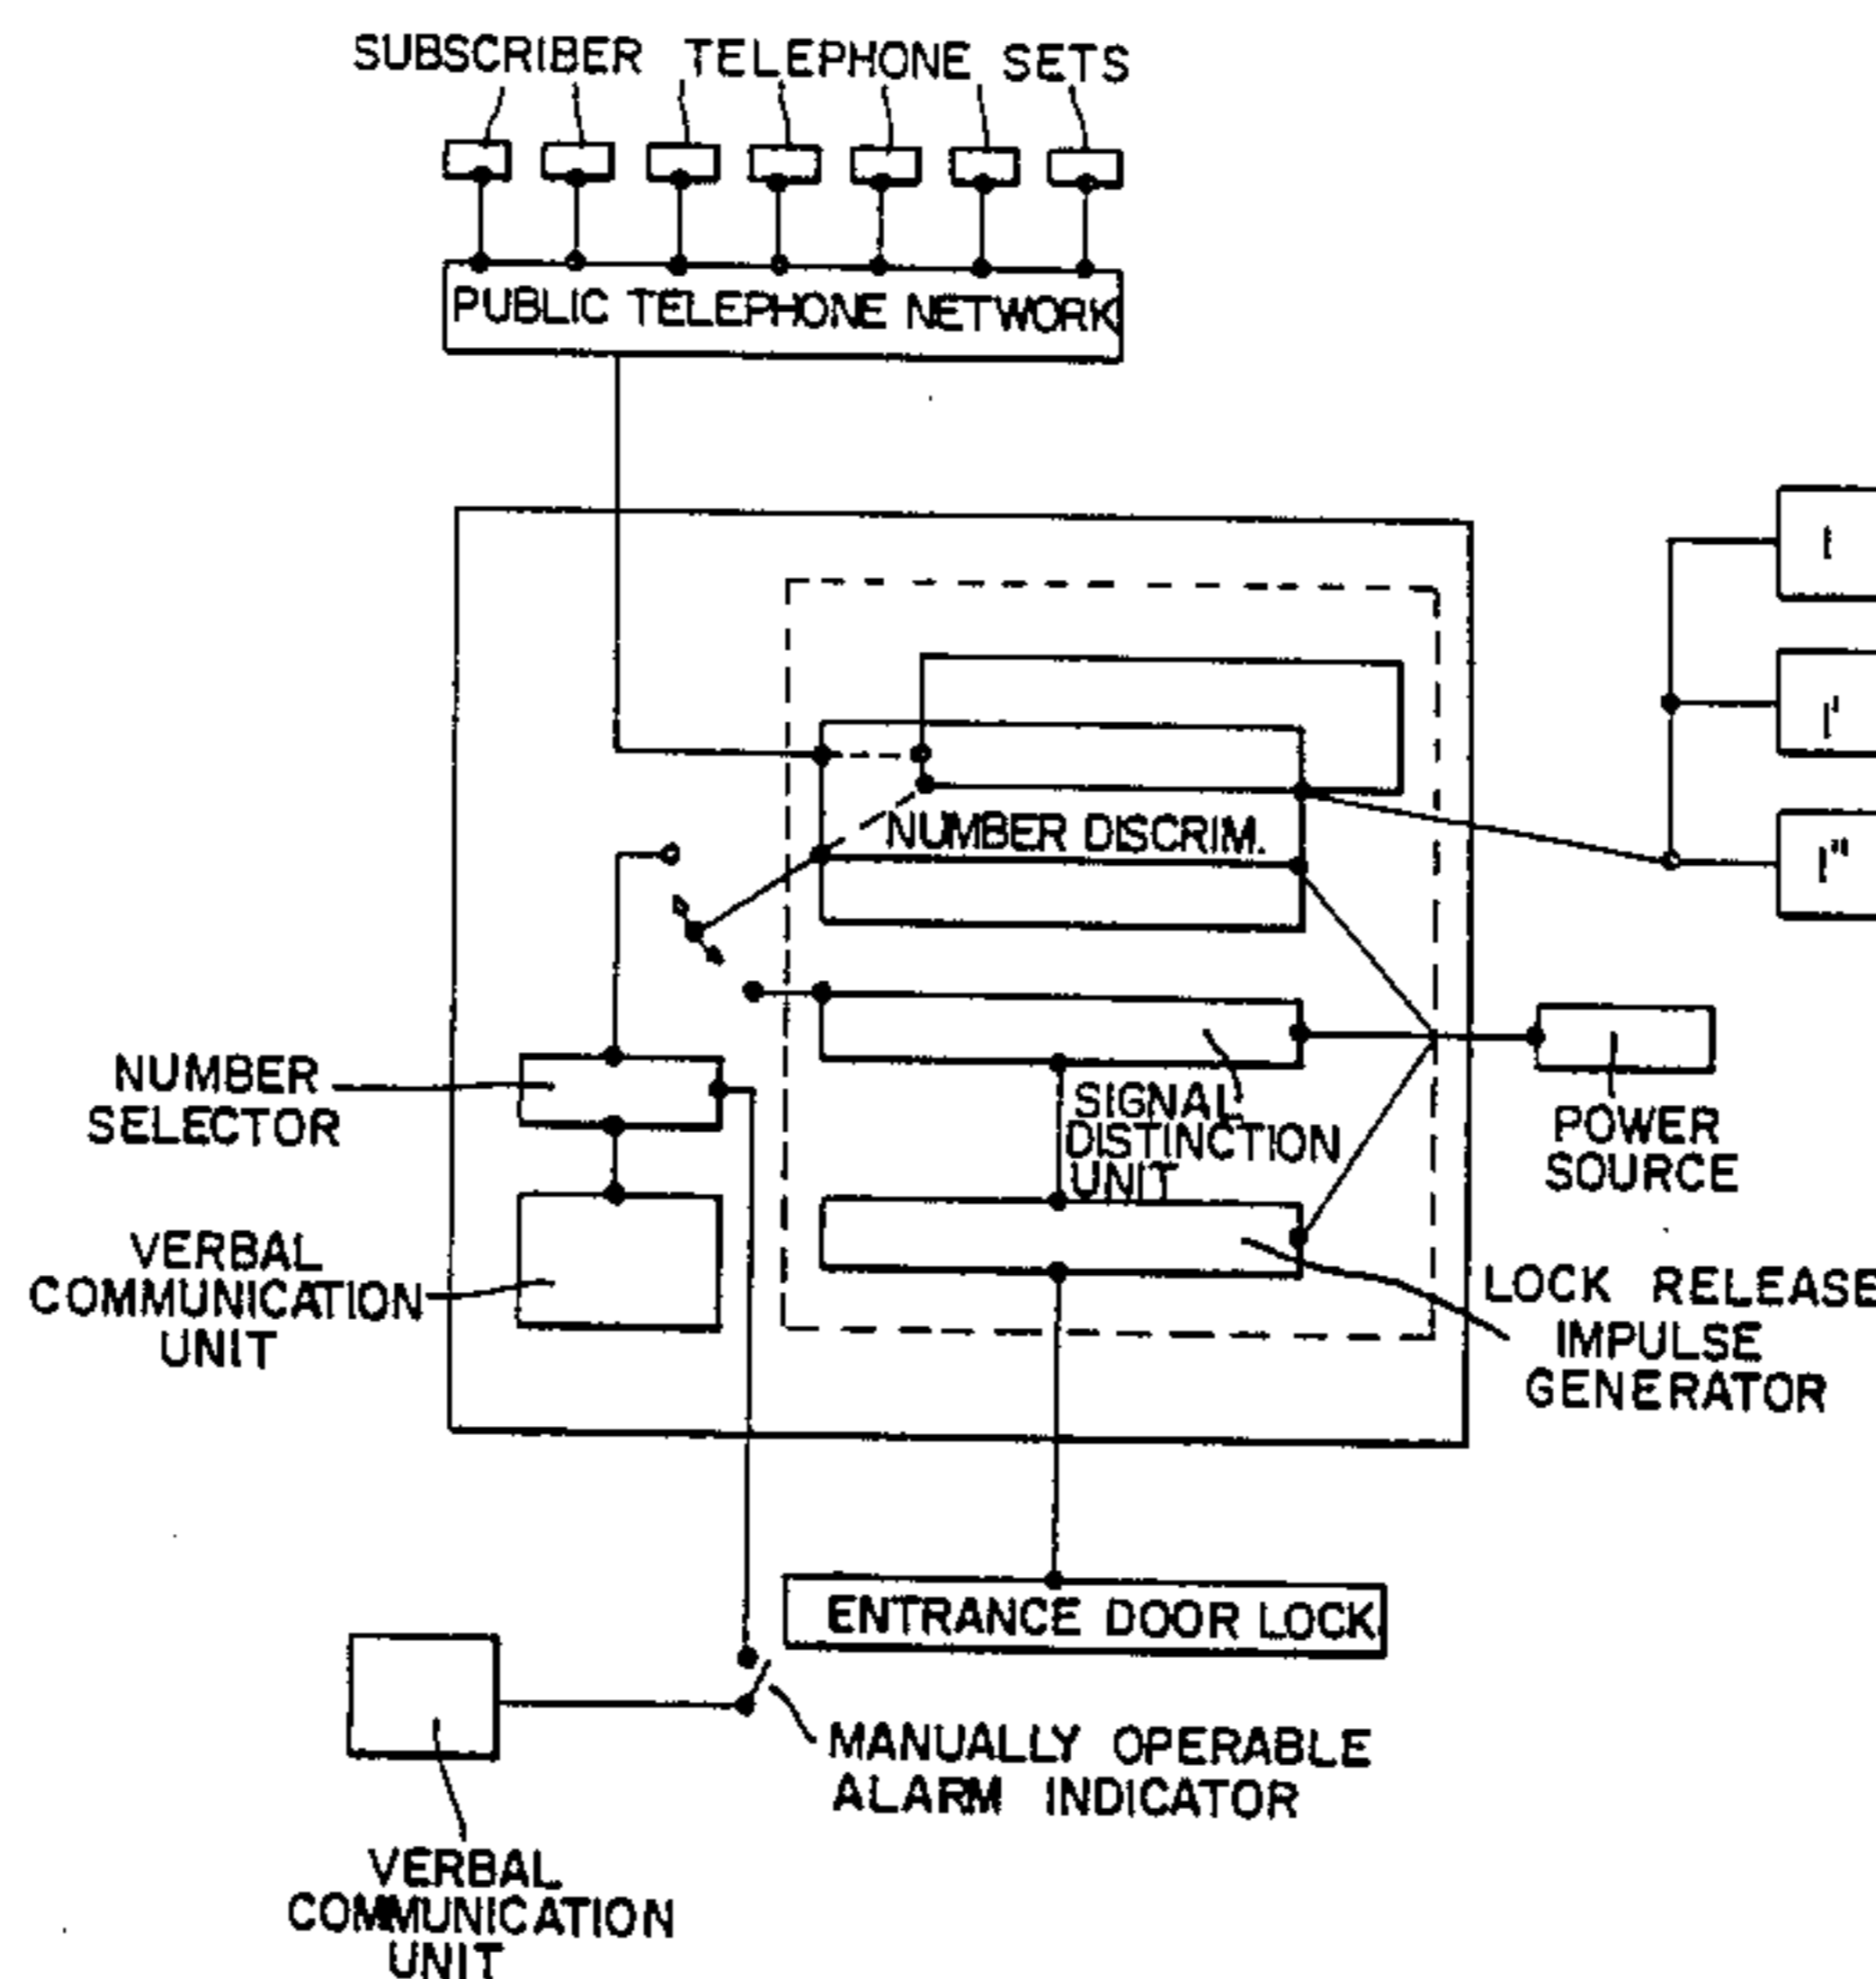 SUBSCRIBER TELEPHONE SETS
PUBLIC TELEPHONE NETWORK
I
I'
I"
NUMBER DISCRIM.
NUMBER
SELECTOR
SIGNAL
DISTINCTION
UNIT
POWER
SOURCE
VERBAL
COMMUNICATION
UNIT
LOCK RELEASE
IMPULSE
GENERATOR
ENTRANCE DOOR LOCK
MANUALLY OPERABLE
ALARM INDICATOR
VERBAL
COMMUNICATION
UNIT